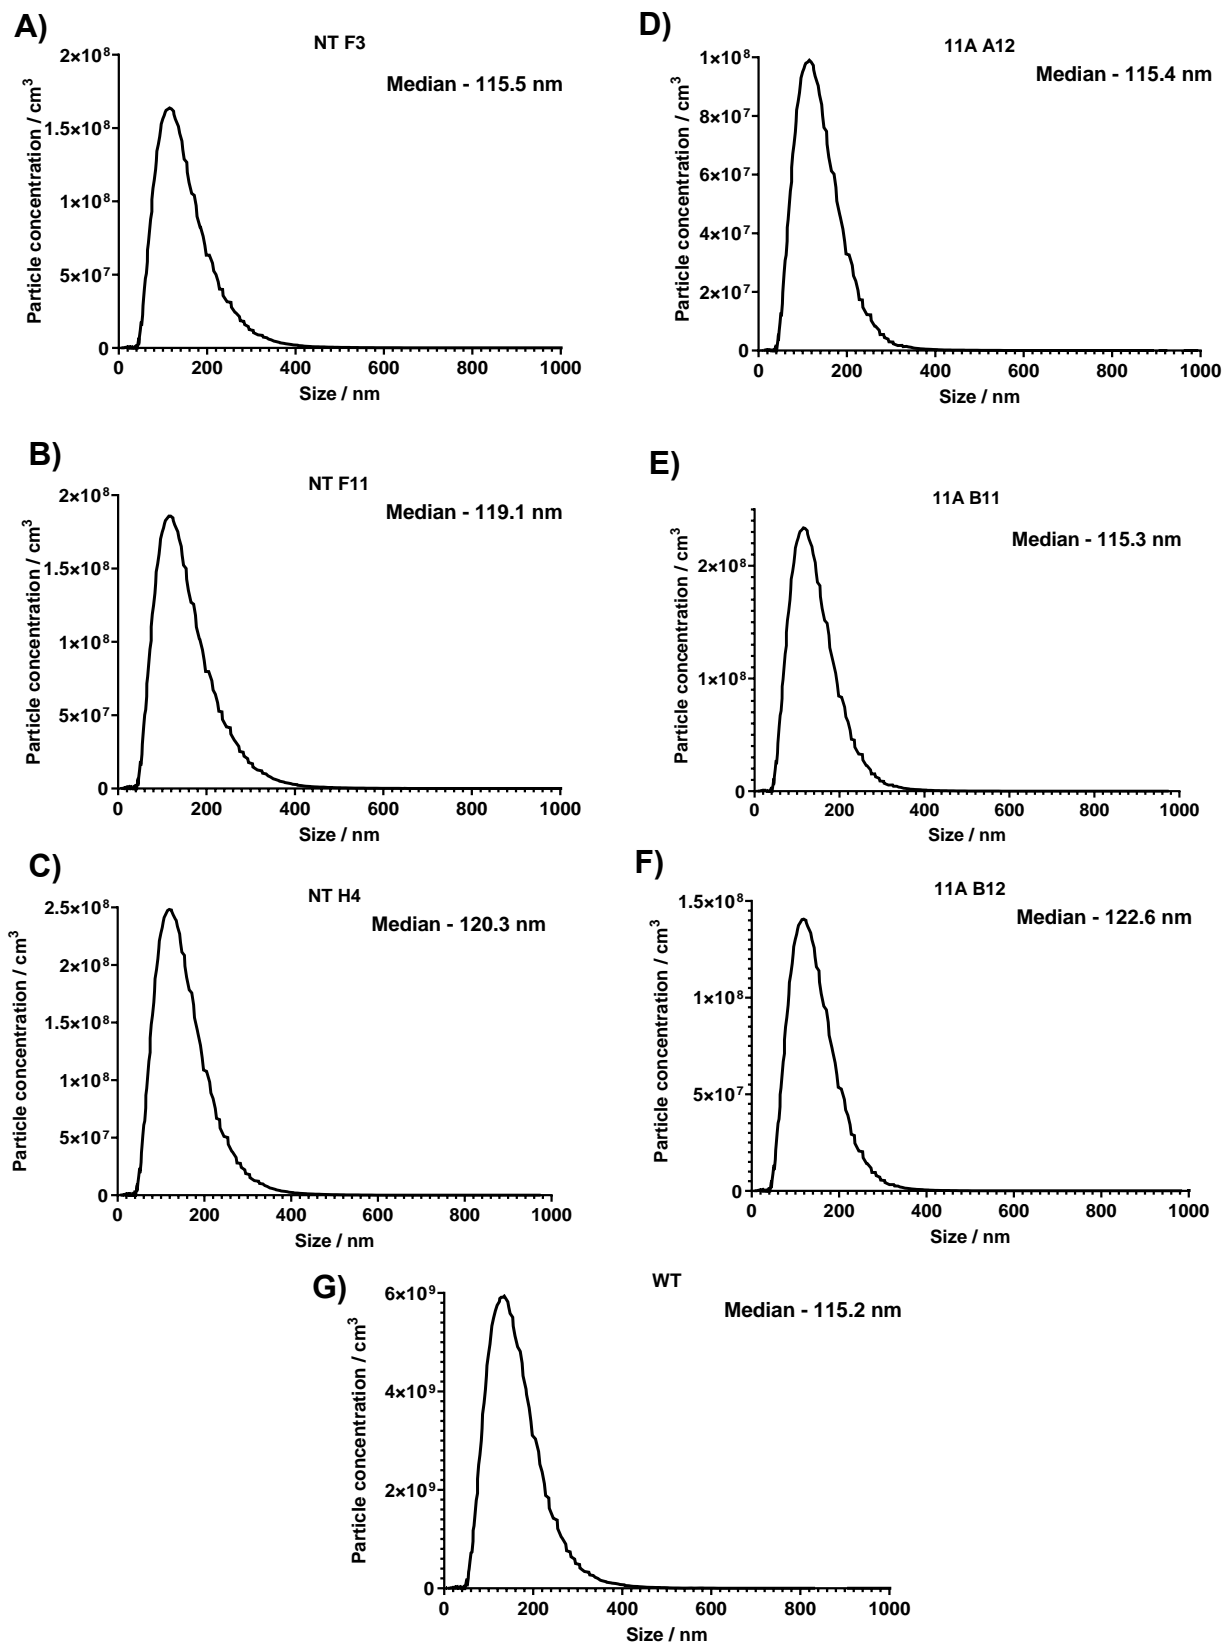 A)
NT F3
Median - 115.5 nm
Particle concentration / cm³
2×10⁸
1.5×10⁸
1×10⁸
5×10⁷
0
0 200 400 600 800 1000
Size / nm
B)
NT F11
Median - 119.1 nm
Particle concentration / cm³
2×10⁸
1.5×10⁸
1×10⁸
5×10⁷
0
0 200 400 600 800 1000
Size / nm
C)
NT H4
Median - 120.3 nm
Particle concentration / cm³
2.5×10⁸
2×10⁸
1.5×10⁸
1×10⁸
5×10⁷
0
0 200 400 600 800 1000
Size / nm
D)
11A A12
Median - 115.4 nm
Particle concentration / cm³
1×10⁸
8×10⁷
6×10⁷
4×10⁷
2×10⁷
0
0 200 400 600 800 1000
Size / nm
E)
11A B11
Median - 115.3 nm
Particle concentration / cm³
2×10⁸
1×10⁸
0
0 200 400 600 800 1000
Size / nm
F)
11A B12
Median - 122.6 nm
Particle concentration / cm³
1.5×10⁸
1×10⁸
5×10⁷
0
0 200 400 600 800 1000
Size / nm
G)
WT
Median - 115.2 nm
Particle concentration / cm³
6×10⁹
4×10⁹
2×10⁹
0
0 200 400 600 800 1000
Size / nm